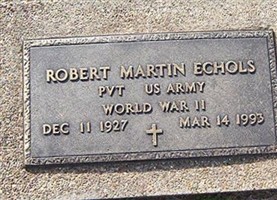 ROBERT MARTIN ECHOLS
PVT US ARMY
WORLD WAR II
DEC 11 1927 MAR 14 1993